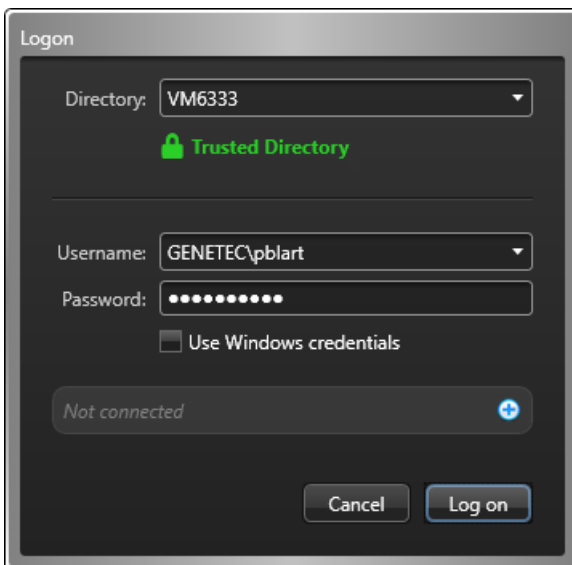 Logon
Directory: VM6333
Trusted Directory
Username: GENETEC\pblart
Password: ●●●●●●●●●●
Use Windows credentials
Not connected
Cancel Log on